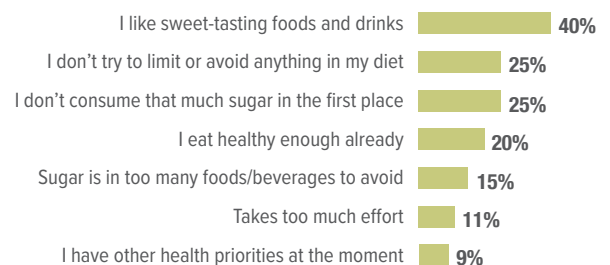 I like sweet-tasting foods and drinks 40%
I don’t try to limit or avoid anything in my diet 25%
I don’t consume that much sugar in the first place 25%
I eat healthy enough already 20%
Sugar is in too many foods/beverages to avoid 15%
Takes too much effort 11%
I have other health priorities at the moment 9%